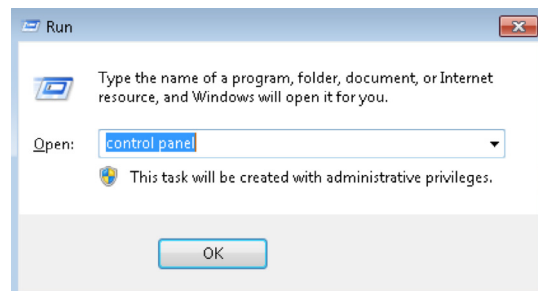 Run
Type the name of a program, folder, document, or Internet
resource, and Windows will open it for you.
Open: control panel
This task will be created with administrative privileges.
OK